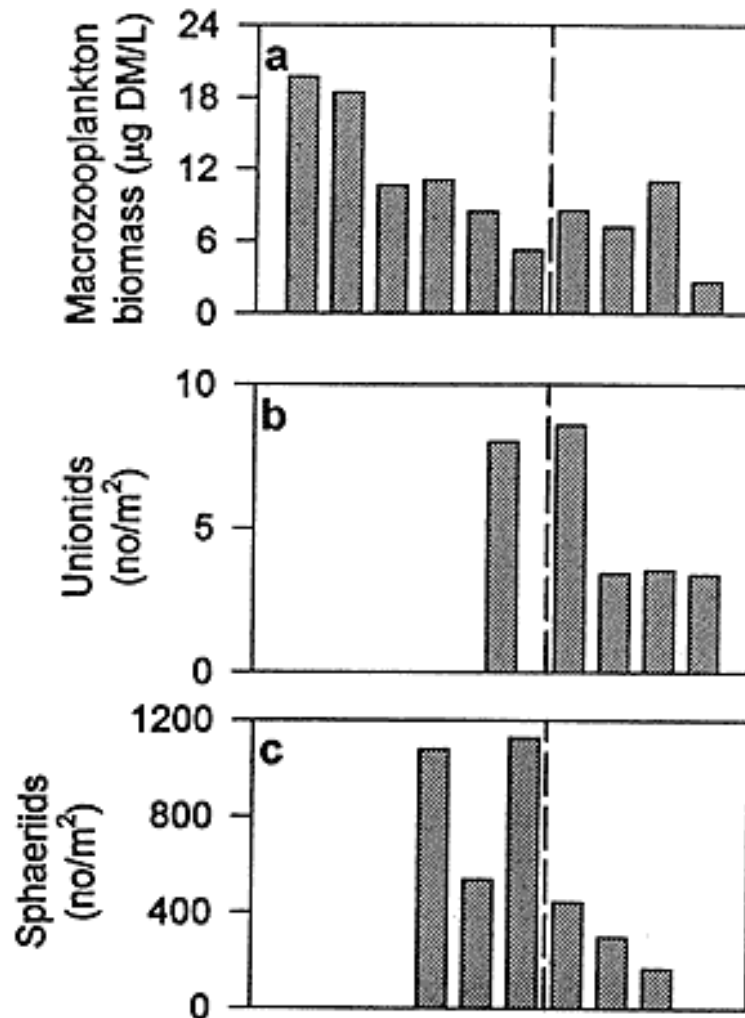 Macrozooplankton
biomass (μg DM/L)
24
18
12
6
0
a
Unionids
(no/m²)
10
5
0
b
Sphaeriids
(no/m²)
1200
800
400
0
c